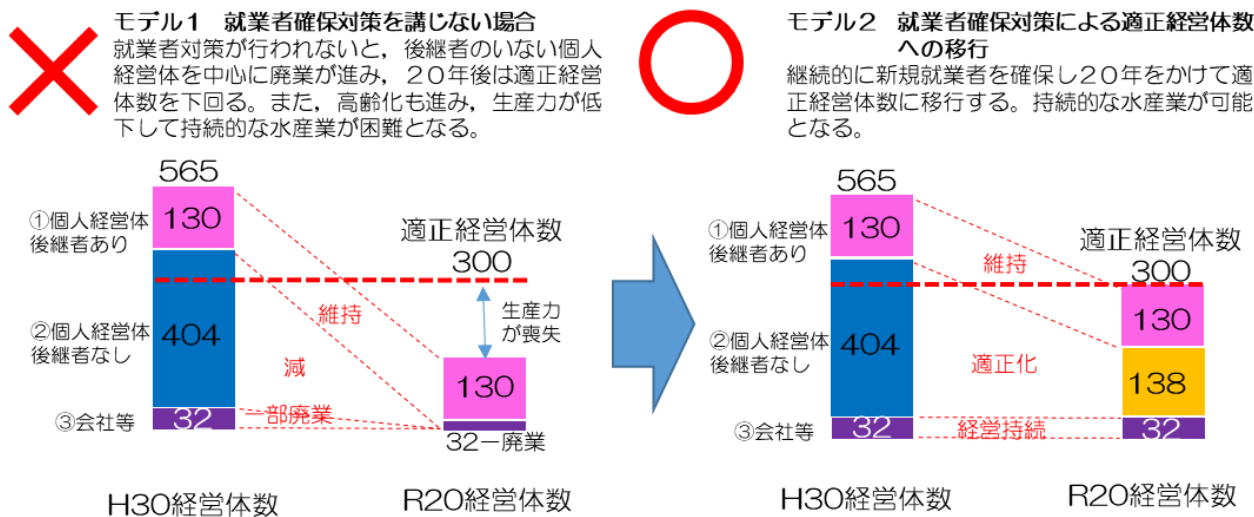 モデル１　就業者確保対策を講じない場合
就業者対策が行われないと，後継者のいない個人
経営体を中心に廃業が進み，２０年後は適正経営
体数を下回る。また，高齢化も進み，生産力が低
下して持続的な水産業が困難となる。
565
①個人経営体
後継者あり
130
適正経営体数
300
維持
生産力
が喪失
②個人経営体
後継者なし
404
減
130
③会社等
32
一部廃業
32－廃業
H30経営体数
R20経営体数
モデル２　就業者確保対策による適正経営体数
への移行
継続的に新規就業者を確保し２０年をかけて適
正経営体数に移行する。持続的な水産業が可能
となる。
565
①個人経営体
後継者あり
130
適正経営体数
300
維持
130
②個人経営体
後継者なし
404
適正化
138
③会社等
32
経営持続
32
H30経営体数
R20経営体数